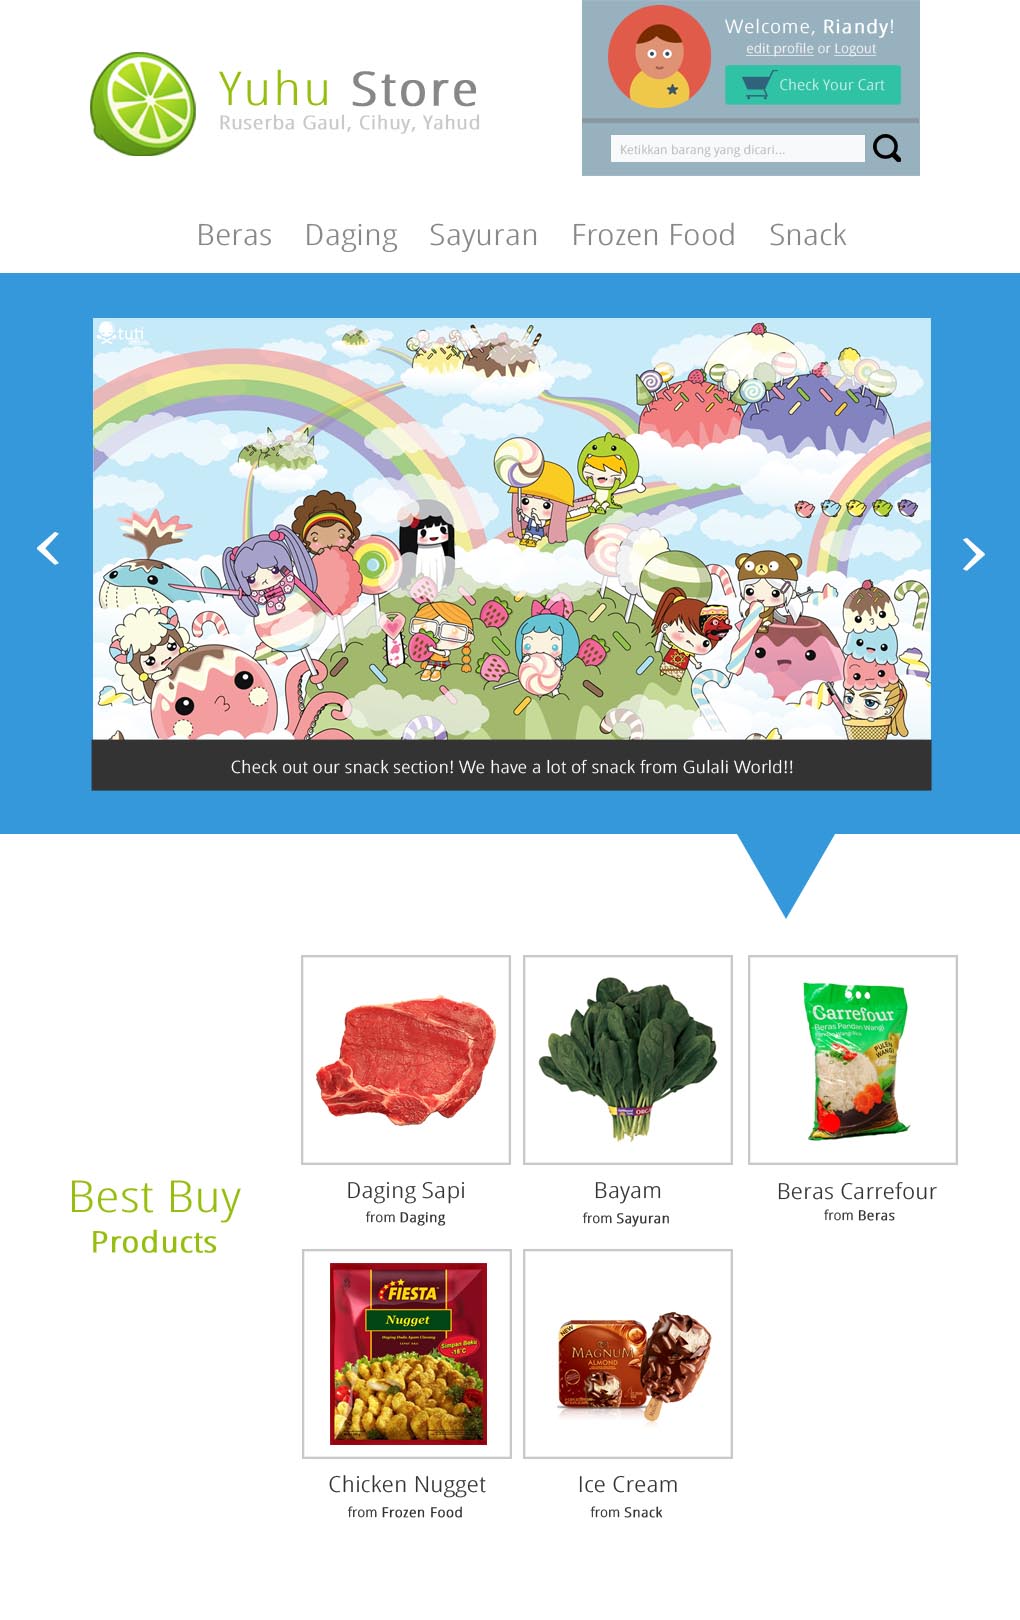 Welcome, Riandy!
edit profile or Logout
Check Your Cart
Yuhu Store
Ruserba Gaul, Cihuy, Yahud
Ketikkan barang yang dicari...
Beras Daging Sayuran Frozen Food Snack
tuti
Check out our snack section! We have a lot of snack from Gulali World!!
Best Buy
Products
Carrefour
Beras Pandan Wangi
PULEN
WANGI
Daging Sapi
from Daging
Bayam
from Sayuran
Beras Carrefour
from Beras
FIESTA
Nugget
Simpan Beku
-18°C
NEW
MAGNUM
ALMOND
Chicken Nugget
from Frozen Food
Ice Cream
from Snack